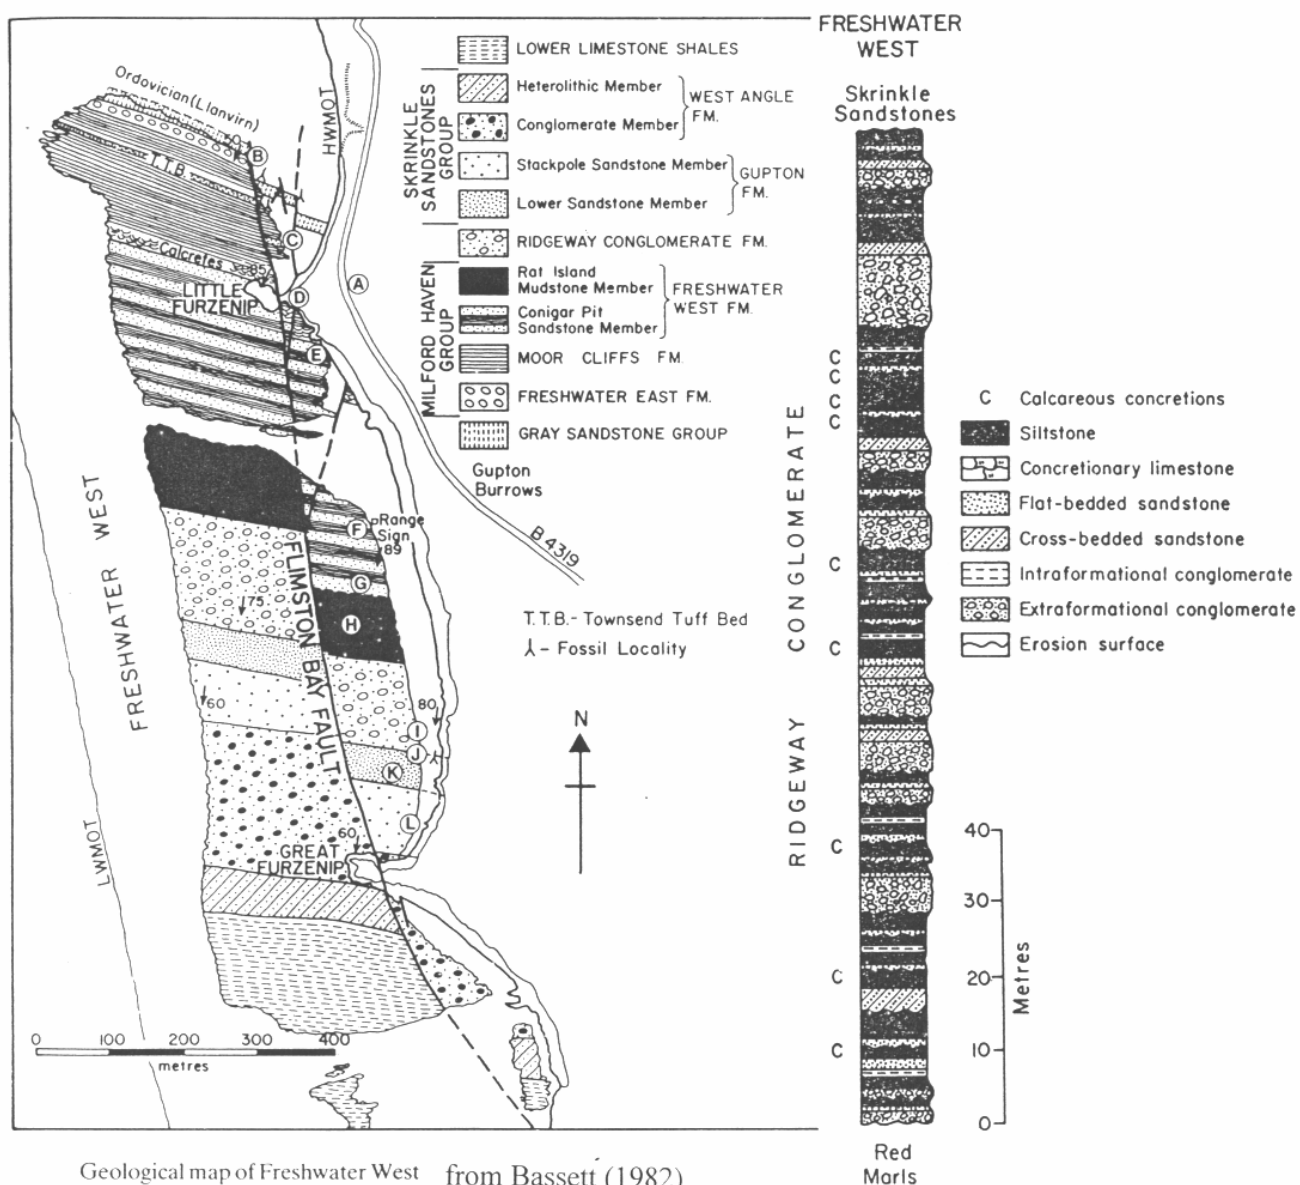 Ordovician (Llanvirn)
T.T.B.
B
HWMOT
C
Calcretes
85
LITTLE
FURZENIP
D
A
E
FRESHWATER WEST
LWMOT
Gupton
Burrows
B 4319
F
Range
Sign
89
G
H
75
FLIMSTON BAY FAULT
60
80
I
J
K
L
60
GREAT
FURZENIP
0 100 200 300 400
metres
LOWER LIMESTONE SHALES
SKRINKLE
SANDSTONES
GROUP
Heterolithic Member
WEST ANGLE
FM.
Conglomerate Member
Stackpole Sandstone Member
GUPTON
FM.
Lower Sandstone Member
RIDGEWAY CONGLOMERATE FM.
MILFORD HAVEN
GROUP
Rat Island
Mudstone Member
FRESHWATER
WEST FM.
Conigar Pit
Sandstone Member
MOOR CLIFFS FM.
FRESHWATER EAST FM.
GRAY SANDSTONE GROUP
T.T.B.- Townsend Tuff Bed
- Fossil Locality
N
FRESHWATER
WEST
Skrinkle
Sandstones
RIDGEWAY CONGLOMERATE
C
C
C
C
C
C
C
C
C
Red
Marls
40
30
20
10
0
Metres
C Calcareous concretions
Siltstone
Concretionary limestone
Flat-bedded sandstone
Cross-bedded sandstone
Intraformational conglomerate
Extraformational conglomerate
Erosion surface
Geological map of Freshwater West from Bassett (1982)